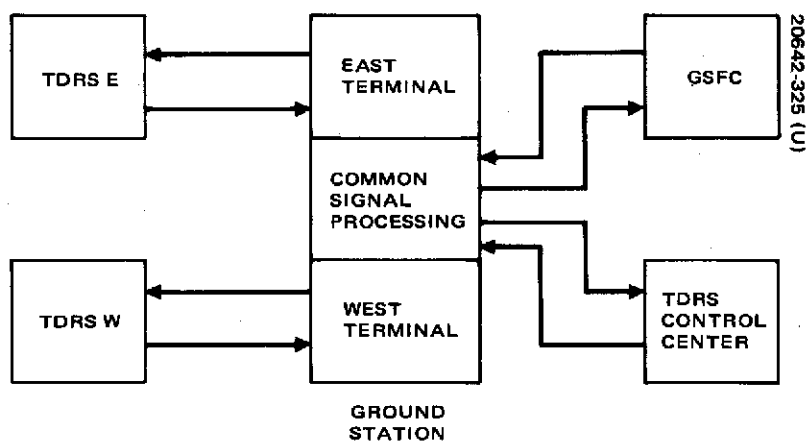 TDRS E
EAST
TERMINAL
GSFC
20642-325 (U)
COMMON
SIGNAL
PROCESSING
TDRS W
WEST
TERMINAL
TDRS
CONTROL
CENTER
GROUND
STATION